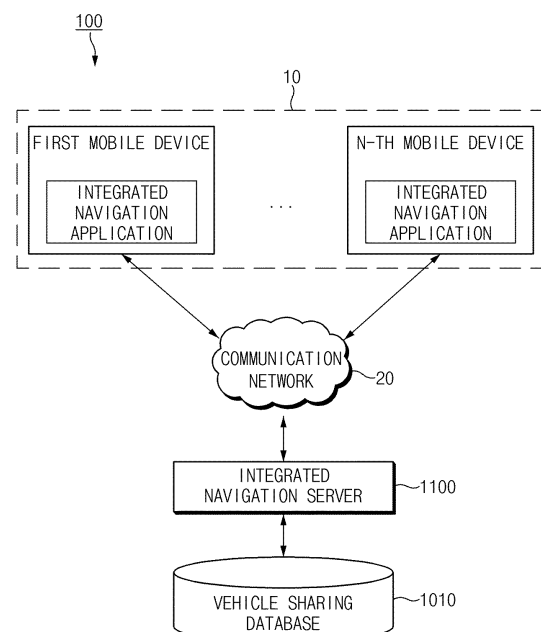 100
10
FIRST MOBILE DEVICE
INTEGRATED
NAVIGATION
APPLICATION
...
N-TH MOBILE DEVICE
INTEGRATED
NAVIGATION
APPLICATION
COMMUNICATION
NETWORK
20
INTEGRATED
NAVIGATION SERVER
1100
VEHICLE SHARING
DATABASE
1010